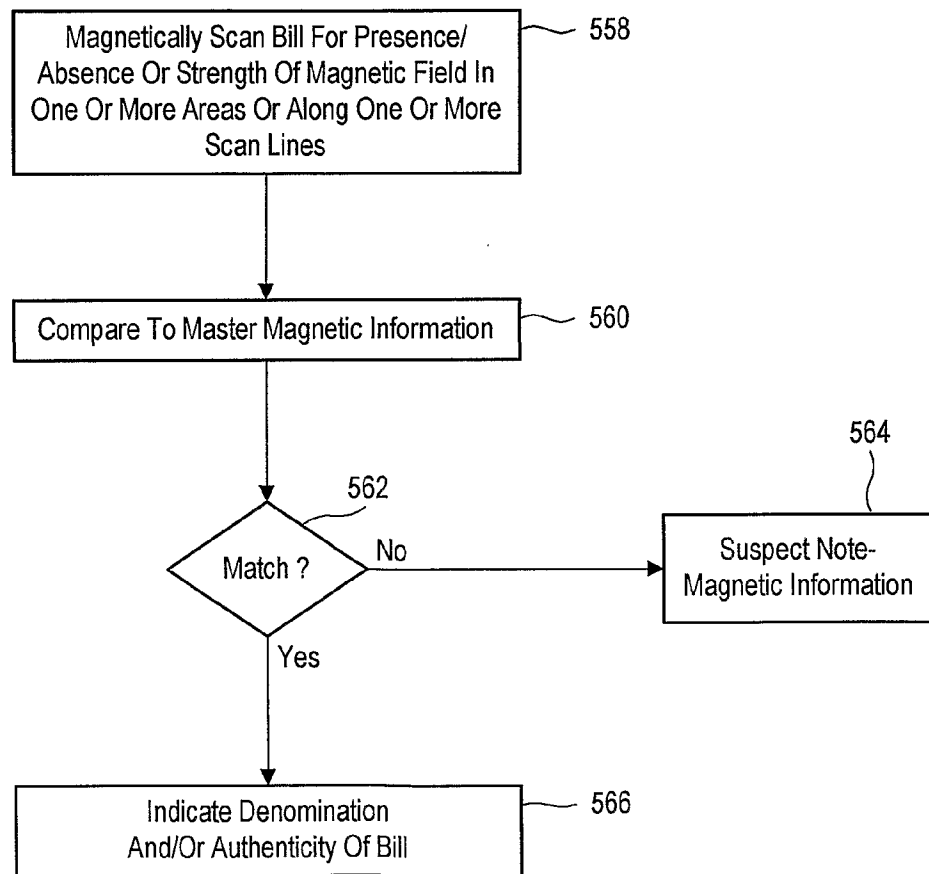 Magnetically Scan Bill For Presence/
Absence Or Strength Of Magnetic Field In
One Or More Areas Or Along One Or More
Scan Lines
558
Compare To Master Magnetic Information
560
562
Match ?
No
564
Suspect Note-
Magnetic Information
Yes
Indicate Denomination
And/Or Authenticity Of Bill
566